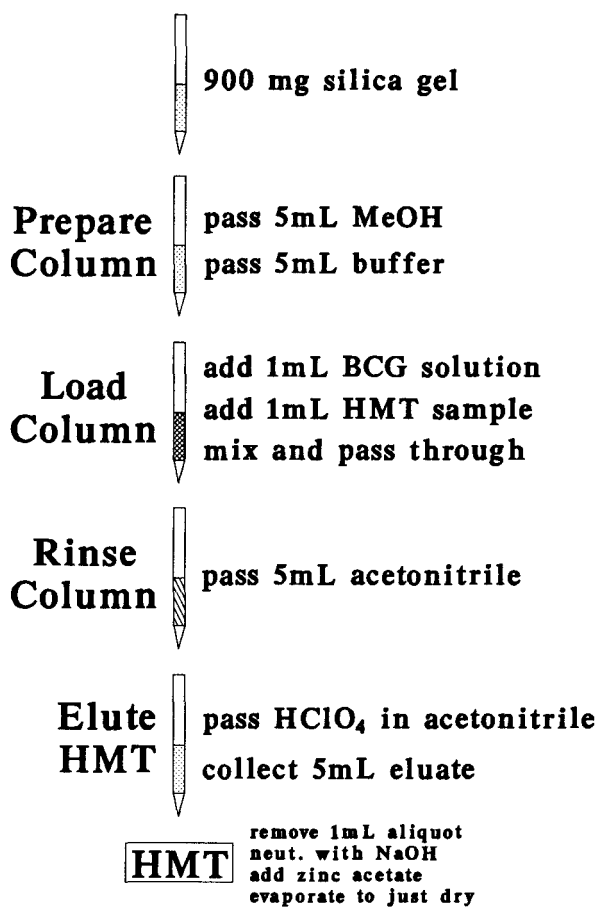 900 mg silica gel
Prepare
Column
pass 5mL MeOH
pass 5mL buffer
Load
Column
add 1mL BCG solution
add 1mL HMT sample
mix and pass through
Rinse
Column
pass 5mL acetonitrile
Elute
HMT
pass HClO₄ in acetonitrile
collect 5mL eluate
HMT
remove 1mL aliquot
neut. with NaOH
add zinc acetate
evaporate to just dry